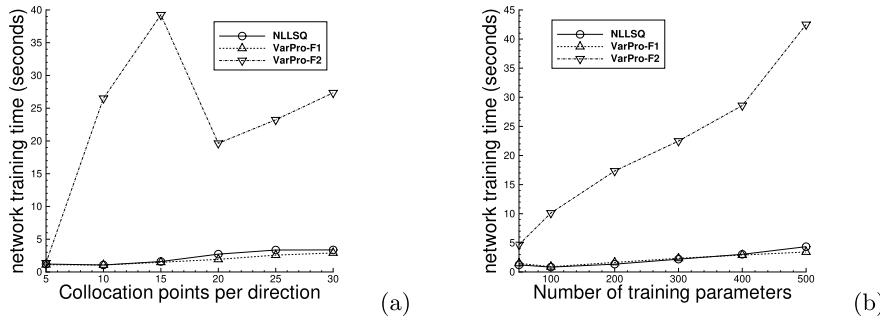 network training time (seconds)
40
35
30
25
20
15
10
5
0
NLLSQ
VarPro-F1
VarPro-F2
5 10 15 20 25 30
Collocation points per direction
(a)
network training time (seconds)
45
40
35
30
25
20
15
10
5
0
NLLSQ
VarPro-F1
VarPro-F2
100 200 300 400 500
Number of training parameters
(b)